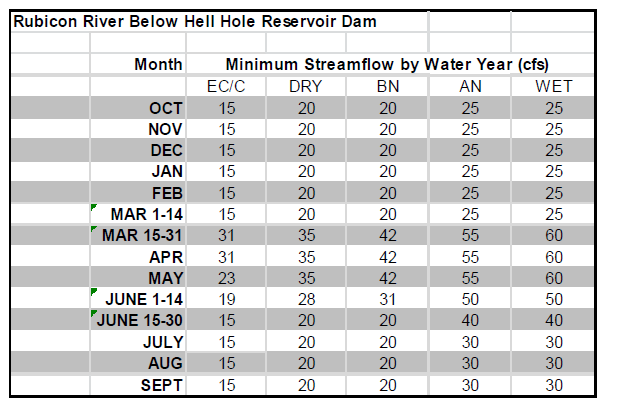 Rubicon River Below Hell Hole Reservoir Dam
Month Minimum Streamflow by Water Year (cfs)
EC/C DRY BN AN WET
OCT 15 20 20 25 25
NOV 15 20 20 25 25
DEC 15 20 20 25 25
JAN 15 20 20 25 25
FEB 15 20 20 25 25
MAR 1-14 15 20 20 25 25
MAR 15-31 31 35 42 55 60
APR 31 35 42 55 60
MAY 23 35 42 55 60
JUNE 1-14 19 28 31 50 50
JUNE 15-30 15 20 20 40 40
JULY 15 20 20 30 30
AUG 15 20 20 30 30
SEPT 15 20 20 30 30